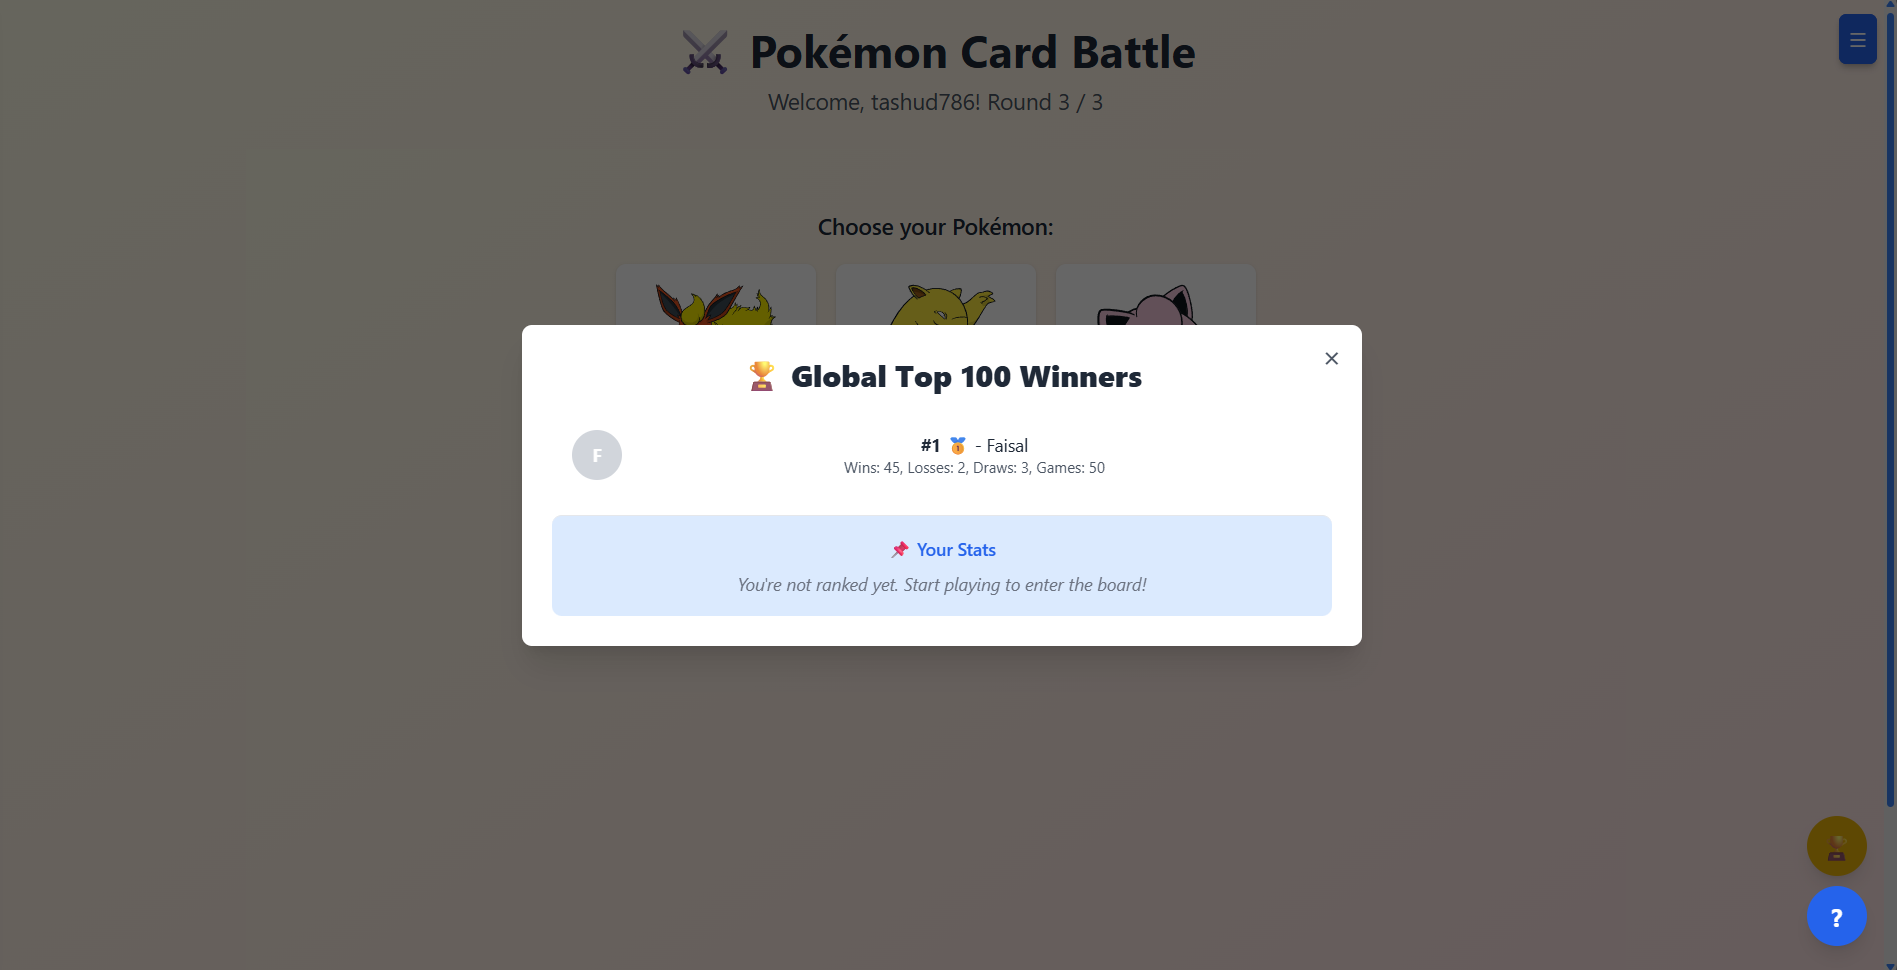 Pokémon Card Battle
Welcome, tashud786! Round 3 / 3
Choose your Pokémon:
Global Top 100 Winners
F
#1 - Faisal
Wins: 45, Losses: 2, Draws: 3, Games: 50
Your Stats
You're not ranked yet. Start playing to enter the board!
?